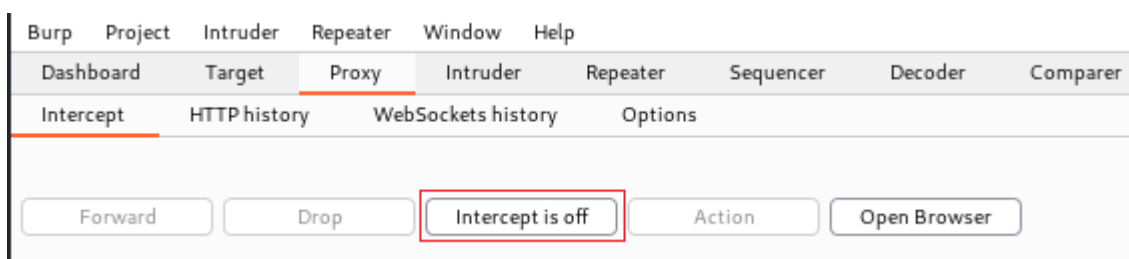 Burp Project Intruder Repeater Window Help
Dashboard Target Proxy Intruder Repeater Sequencer Decoder Comparer
Intercept HTTP history WebSockets history Options
Forward Drop Intercept is off Action Open Browser